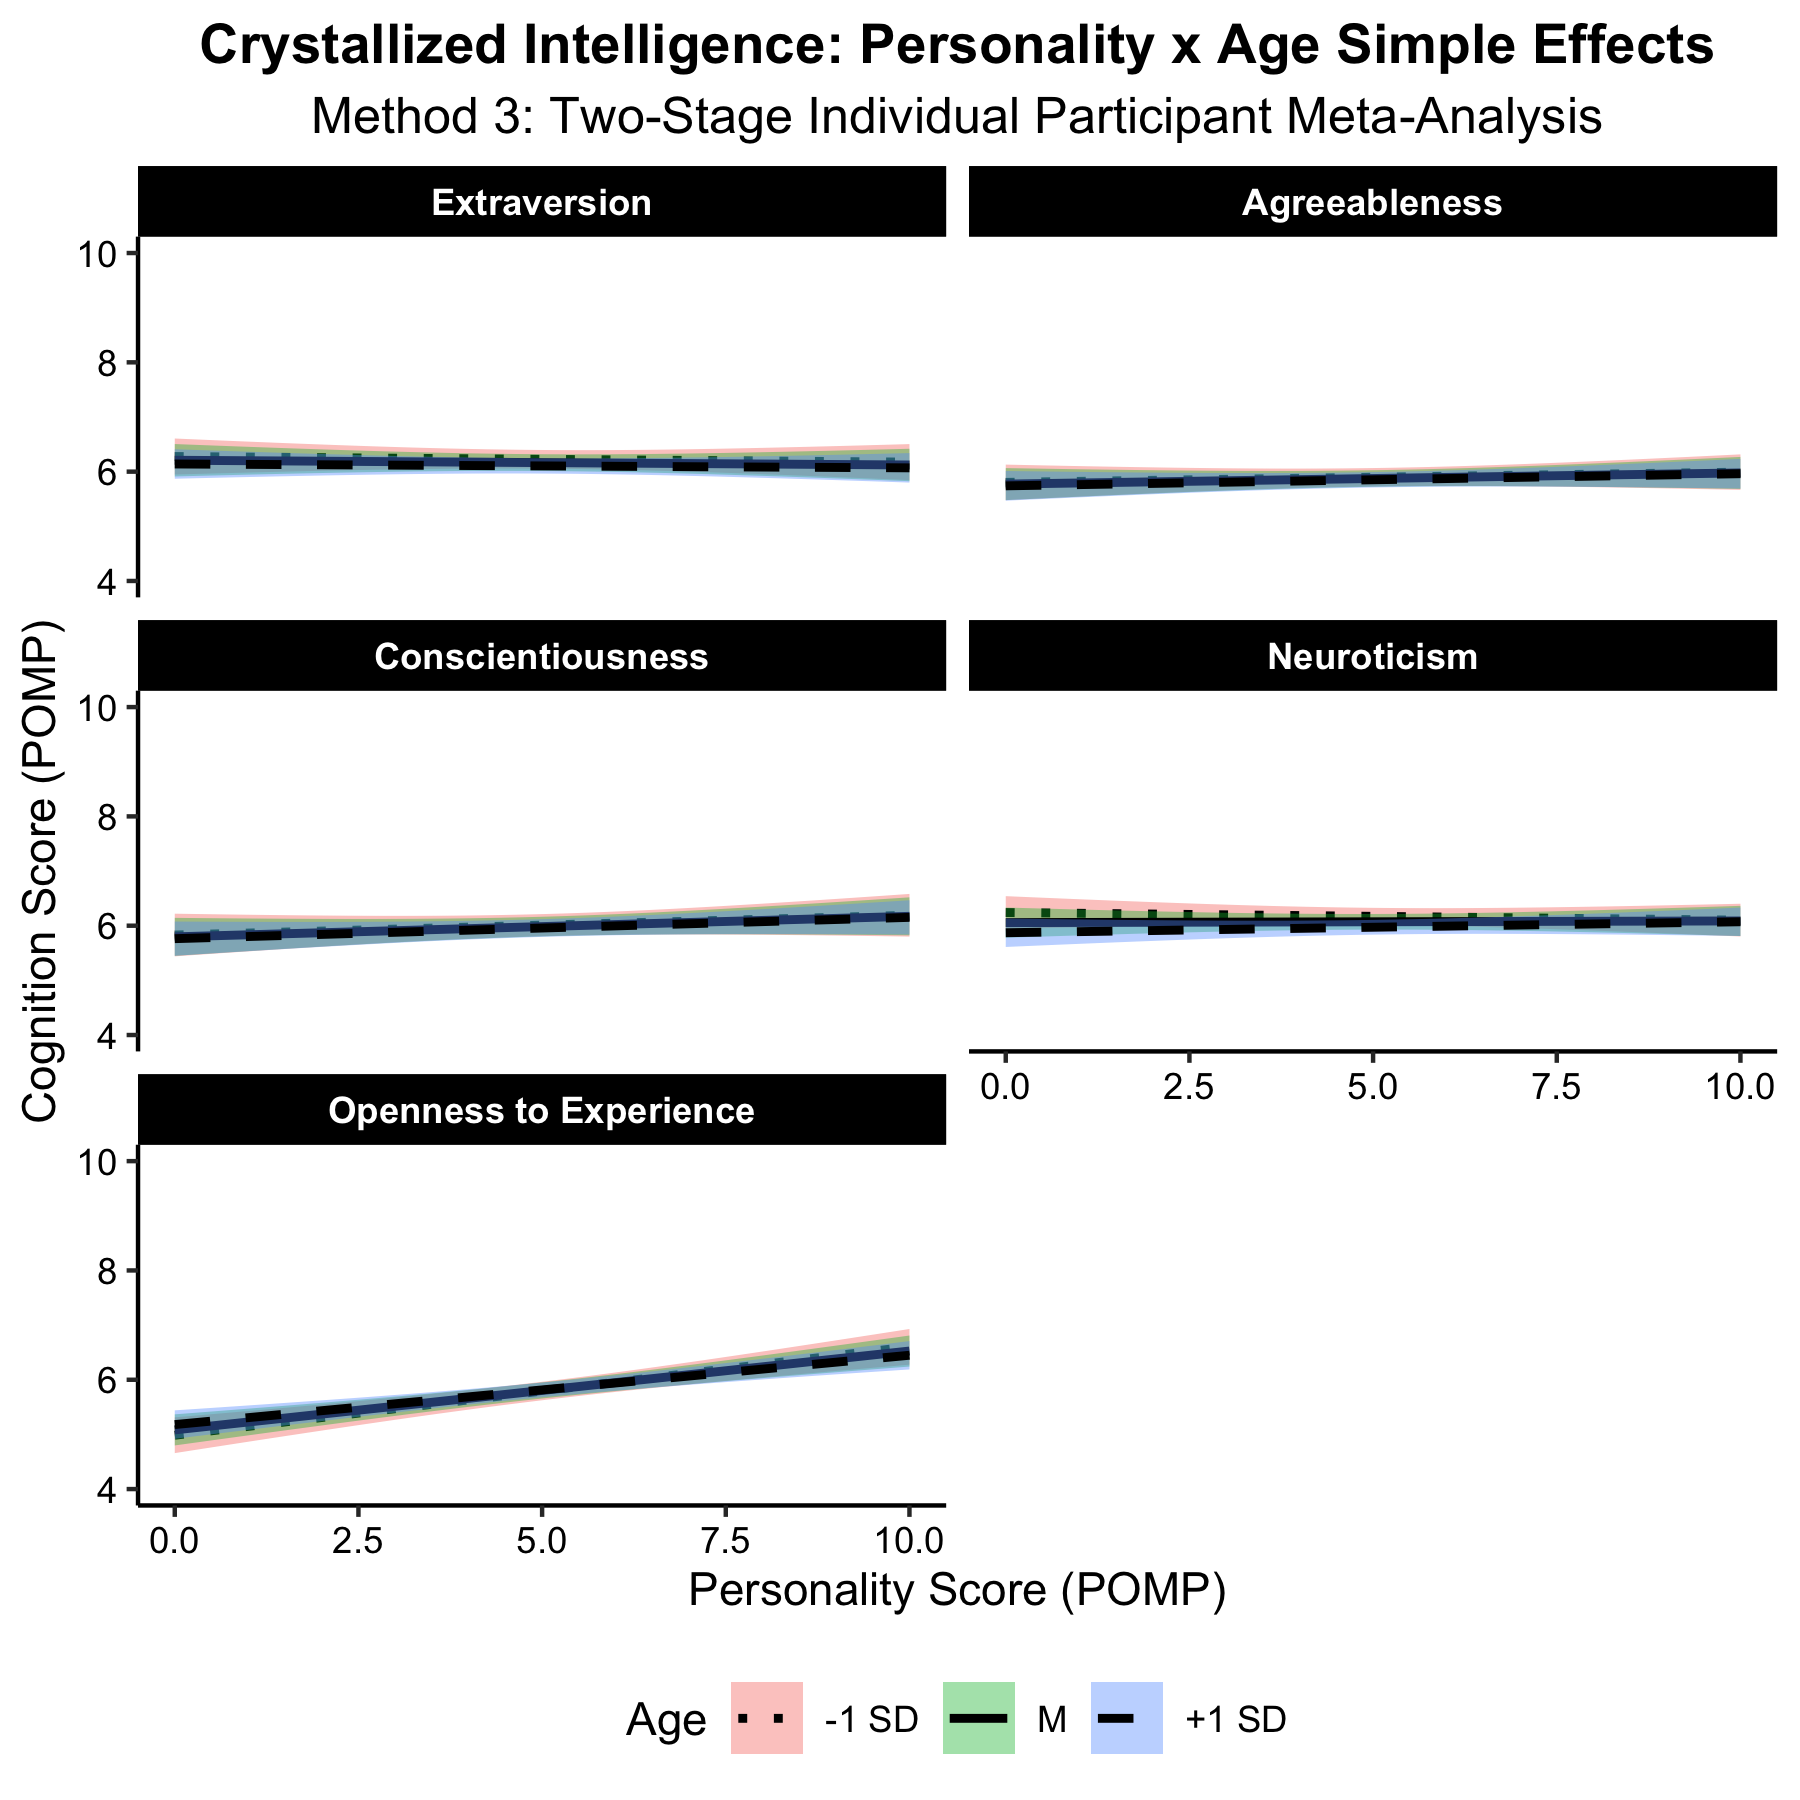 Crystallized Intelligence: Personality x Age Simple Effects
Method 3: Two-Stage Individual Participant Meta-Analysis
Extraversion
Agreeableness
10
8
6
4
Conscientiousness
Neuroticism
10
8
6
4
0.0 2.5 5.0 7.5 10.0
Openness to Experience
10
8
6
4
0.0 2.5 5.0 7.5 10.0
Cognition Score (POMP)
Personality Score (POMP)
Age -1 SD M +1 SD